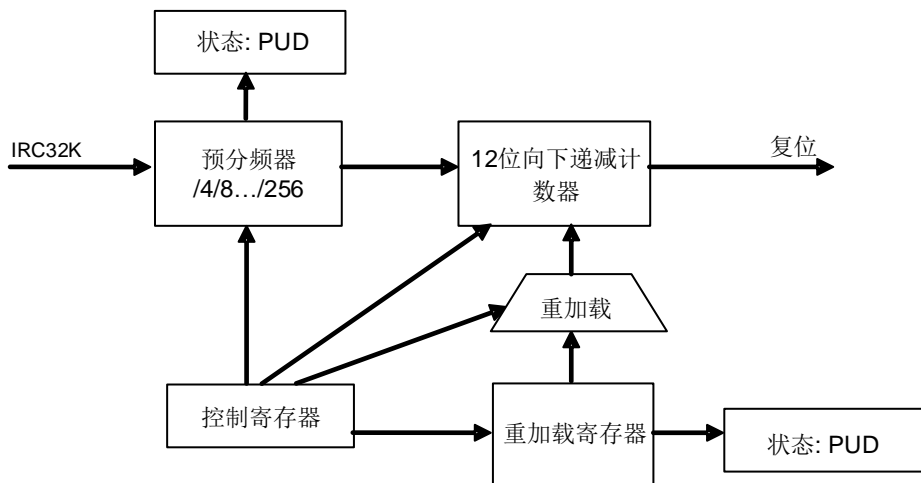 状态: PUD
IRC32K
预分频器
/4/8…/256
12位向下递减计
数器
复位
重加载
控制寄存器
重加载寄存器
状态: PUD